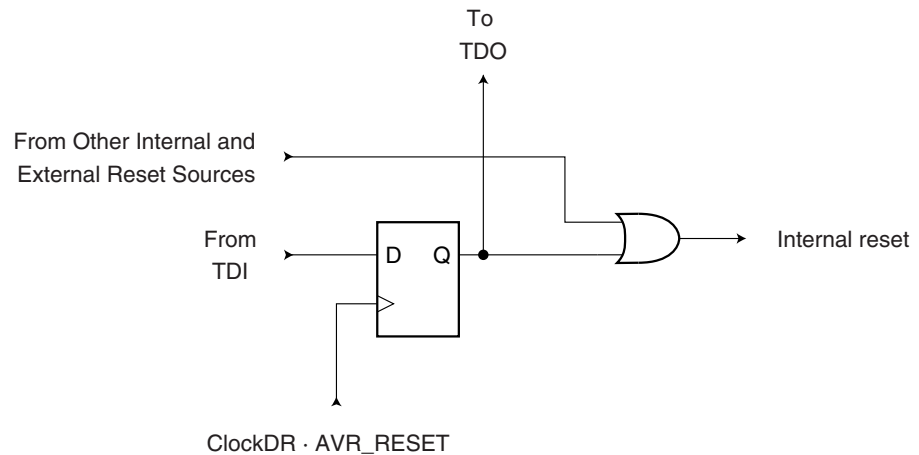 To
TDO
From Other Internal and
External Reset Sources
From
TDI
D Q
Internal reset
ClockDR · AVR_RESET